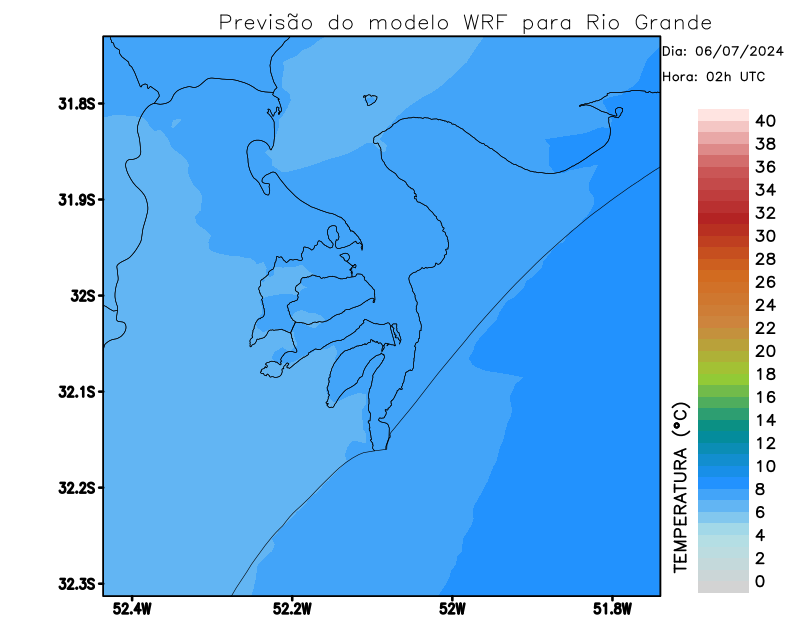 Previsão do modelo WRF para Rio Grande
Dia: 06/07/2024
Hora: 02h UTC
31.8S
31.9S
32S
32.1S
32.2S
32.3S
52.4W
52.2W
52W
51.8W
TEMPERATURA (°C)
40
38
36
34
32
30
28
26
24
22
20
18
16
14
12
10
8
6
4
2
0